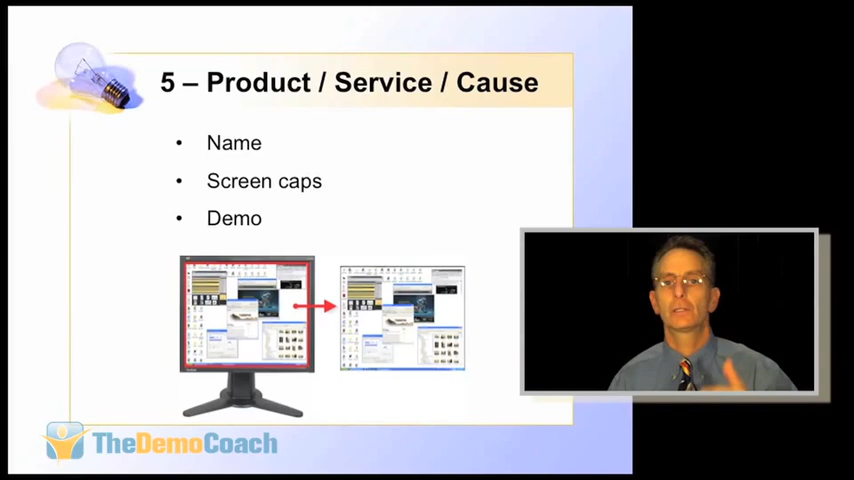 5 – Product / Service / Cause
• Name
• Screen caps
• Demo
TheDemoCoach